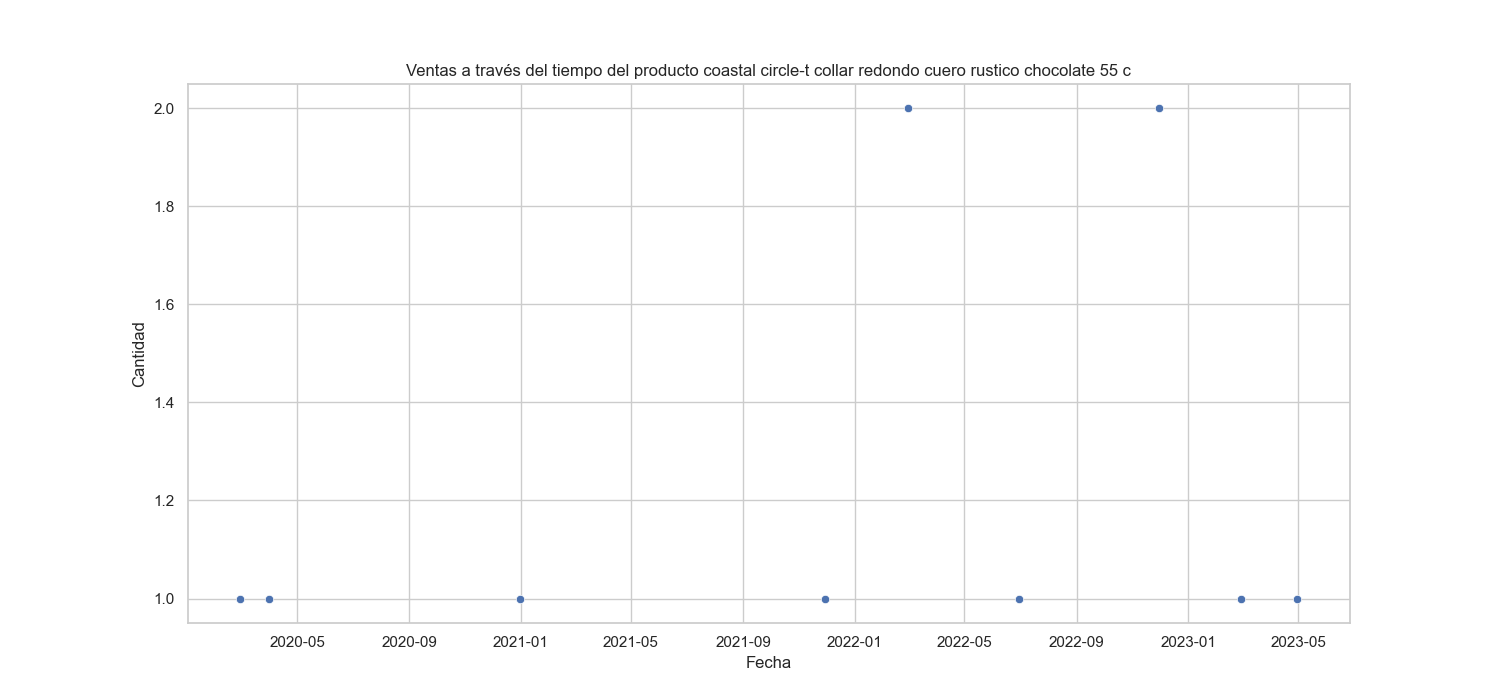 Ventas a través del tiempo del producto coastal circle-t collar redondo cuero rustico chocolate 55 c
2.0
1.8
1.6
1.4
1.2
1.0
Cantidad
2020-05 2020-09 2021-01 2021-05 2021-09 2022-01 2022-05 2022-09 2023-01 2023-05
Fecha